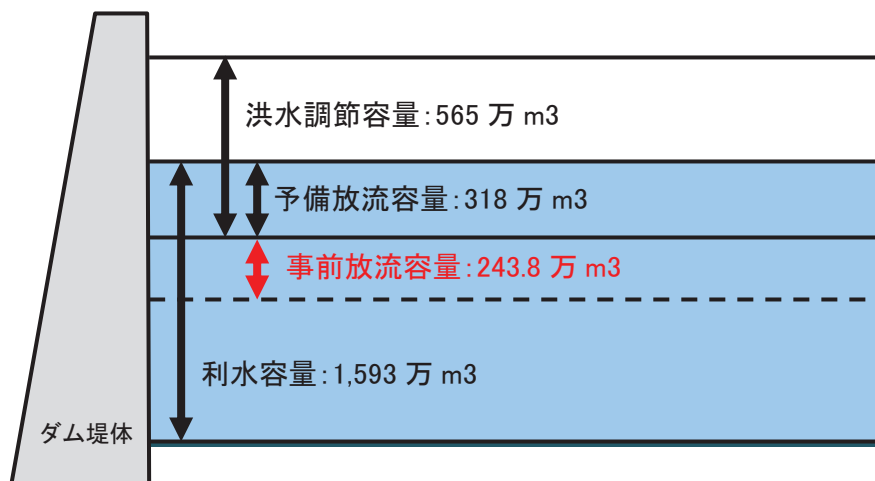 洪水調節容量：565 万 m3
予備放流容量：318 万 m3
事前放流容量：243.8 万 m3
利水容量：1,593 万 m3
ダム堤体